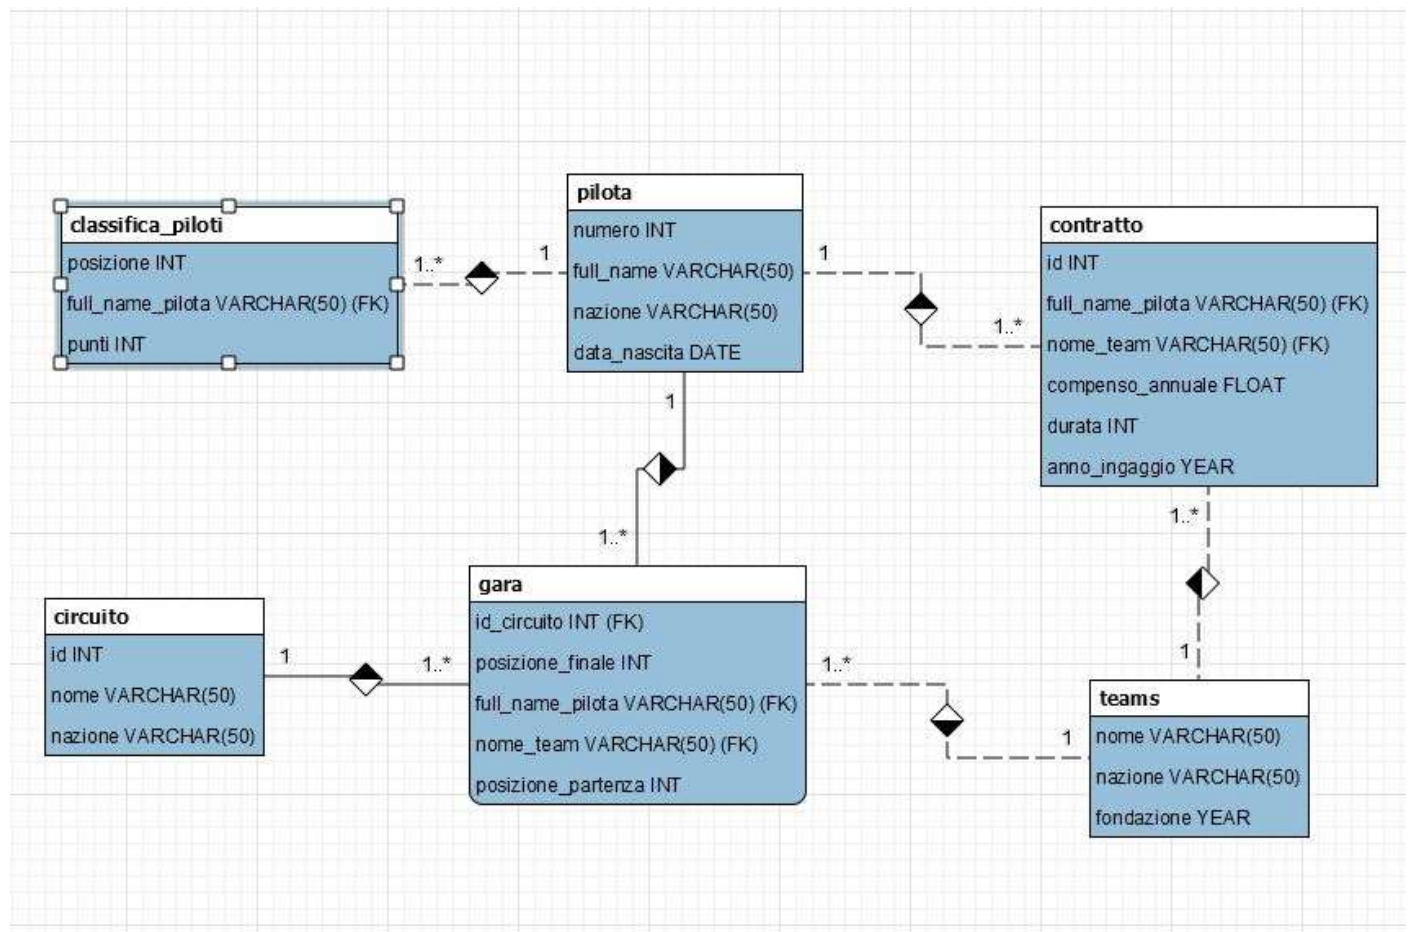 classifica_piloti
posizione INT
full_name_pilota VARCHAR(50) (FK)
punti INT
1..*
1
pilota
numero INT
full_name VARCHAR(50)
nazione VARCHAR(50)
data_nascita DATE
1
1..*
contratto
id INT
full_name_pilota VARCHAR(50) (FK)
nome_team VARCHAR(50) (FK)
compenso_annuale FLOAT
durata INT
anno_ingaggio YEAR
1
1..*
1..*
1
circuito
id INT
nome VARCHAR(50)
nazione VARCHAR(50)
1
1..*
gara
id_circuito INT (FK)
posizione_finale INT
full_name_pilota VARCHAR(50) (FK)
nome_team VARCHAR(50) (FK)
posizione_partenza INT
1..*
1
teams
nome VARCHAR(50)
nazione VARCHAR(50)
fondazione YEAR